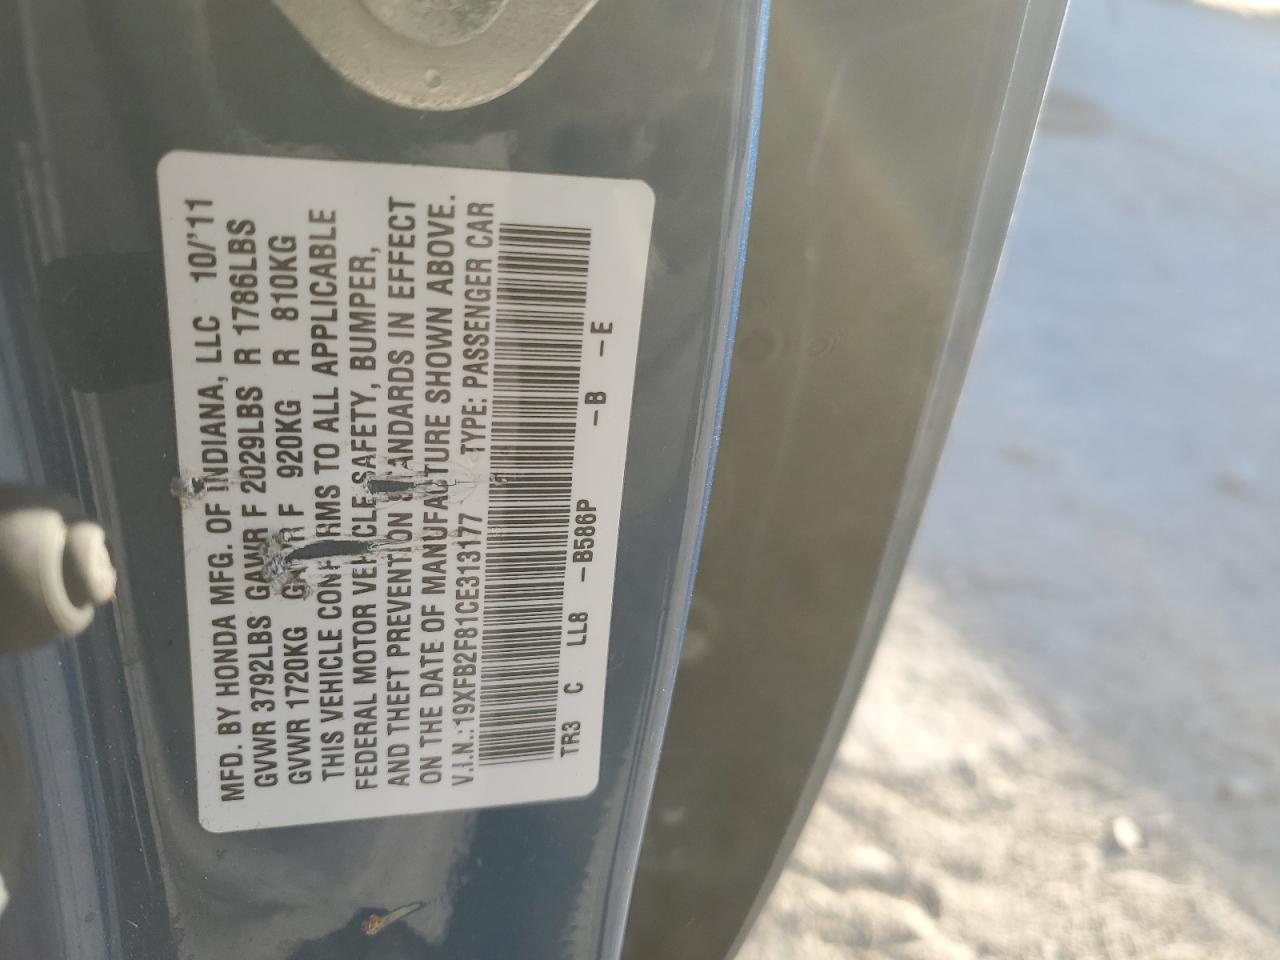 MFD. BY HONDA MFG. OF INDIANA, LLC 10/'11
GVWR 3792LBS GAWR F 2029LBS R 1786LBS
GVWR 1720KG GAWR F 920KG R 810KG
THIS VEHICLE CONFORMS TO ALL APPLICABLE
FEDERAL MOTOR VEHICLE SAFETY, BUMPER,
AND THEFT PREVENTION STANDARDS IN EFFECT
ON THE DATE OF MANUFACTURE SHOWN ABOVE.
V.I.N.:19XFB2F81CE313177 TYPE: PASSENGER CAR
TR3 C LL8 –B586P –B –E